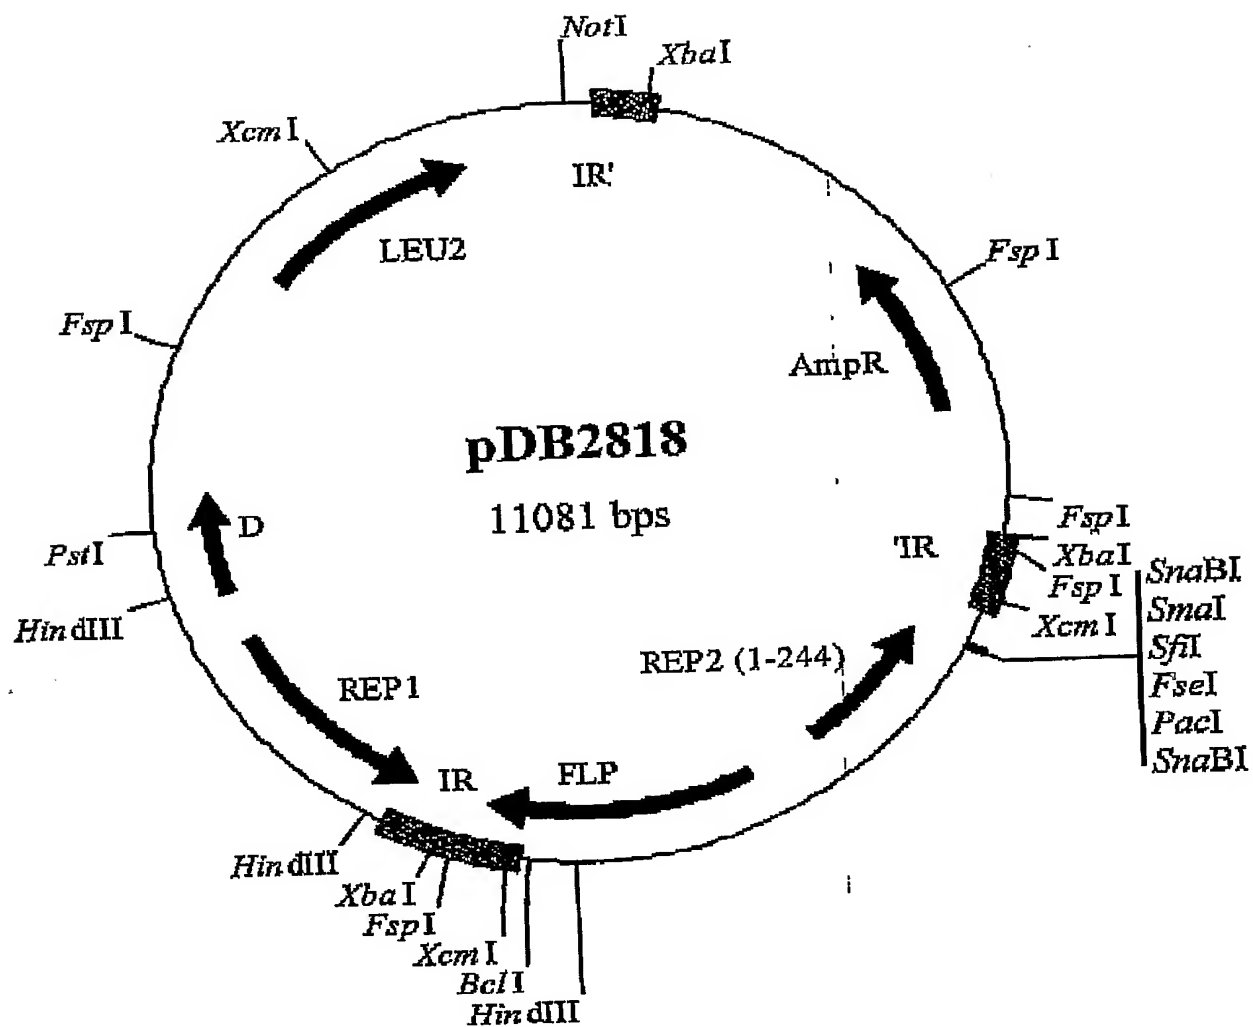 NotI
XbaI
XcmI
IR'
LEU2
FspI
FspI
AmpR
pDB2818
11081 bps
D
PstI
HindIII
'IR
FspI
XbaI
FspI
XcmI
SnaBI
SmaI
SfiI
FseI
PacI
SnaBI
REP2 (1-244)
REP1
IR
FLP
HindIII
XbaI
FspI
XcmI
BclI
HindIII